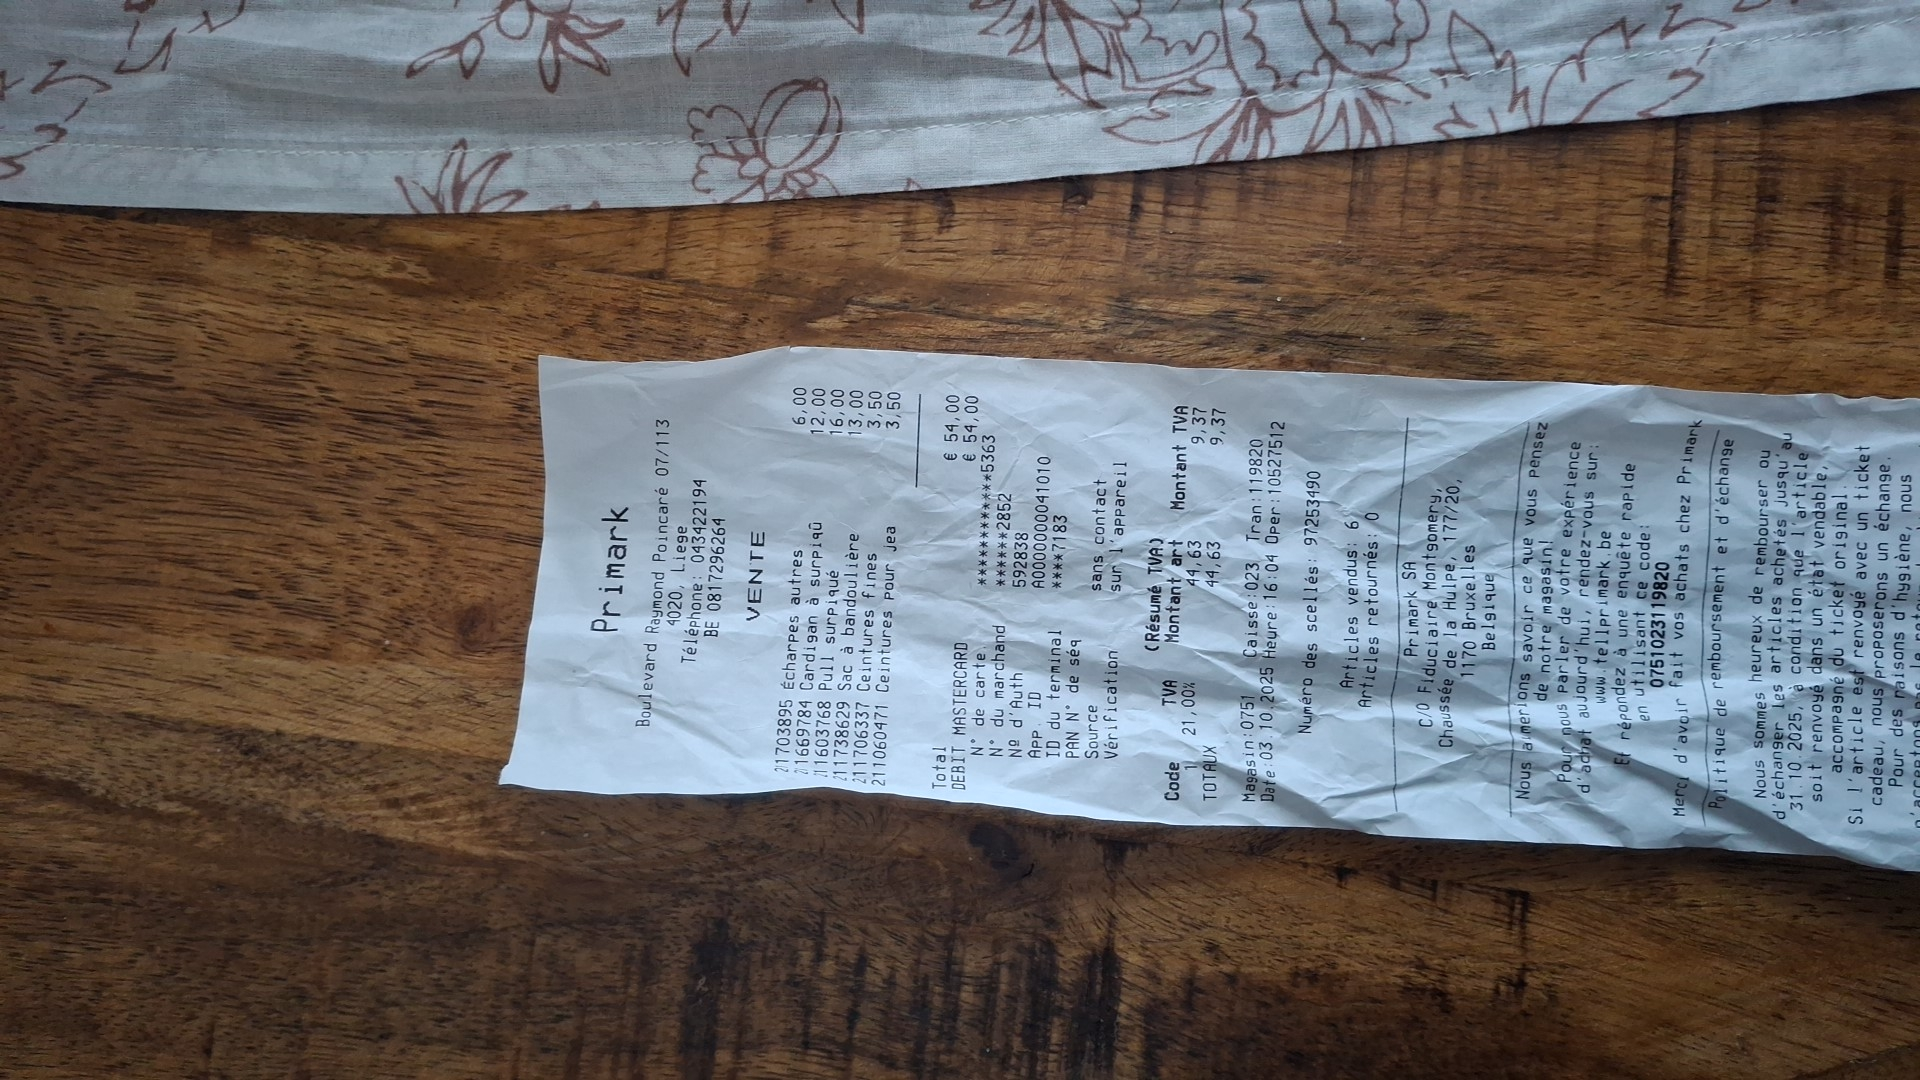 Primark
Boulevard Raymond Poincaré 07/113
4020, Liege
Téléphone: 043422194
BE 0817296264
VENTE
211703895 Écharpes autres 6,00
211669784 Cardigan à surpiqû 12,00
211603768 Pull surpiqué 16,00
211738629 Sac à bandoulière 13,00
211706337 Ceintures fines 3,50
211060471 Ceintures pour jea 3,50
Total € 54,00
DEBIT MASTERCARD € 54,00
N° de carte ************5363
N° du marchand ******2852
Nº d'Auth 592838
App. ID A0000000041010
ID du terminal ****7183
PAN N° de séq
Source sans contact
Vérification sur l'appareil
(Résumé TVA)
Code TVA Montant art Montant TVA
1 21,00% 44,63 9,37
TOTAUX 44,63 9,37
Magasin:0751 Caisse:023 Tran:119820
Date:03.10.2025 Heure:16:04 Oper:10527512
Numéro des scellés: 97253490
Articles vendus: 6
Articles retournés: 0
Primark SA
C/O Fiduciaire Montgomery,
Chaussée de la Hulpe, 177/20,
1170 Bruxelles
Belgique
Nous aimerions savoir ce que vous pensez
de notre magasin!
Pour nous parler de votre expérience
d'achat aujourd'hui, rendez-vous sur:
www.tellprimark.be
Et répondez à une enquête rapide
en utilisant ce code:
0751023119820
Merci d'avoir fait vos achats chez Primark
Politique de remboursement et d'échange
Nous sommes heureux de rembourser ou
d'échanger les articles achetés jusqu'au
31.10.2025, à condition que l'article
soit renvoyé dans un état vendable,
accompagné du ticket original.
Si l'article est renvoyé avec un ticket
cadeau, nous proposerons un échange.
Pour des raisons d'hygiène, nous